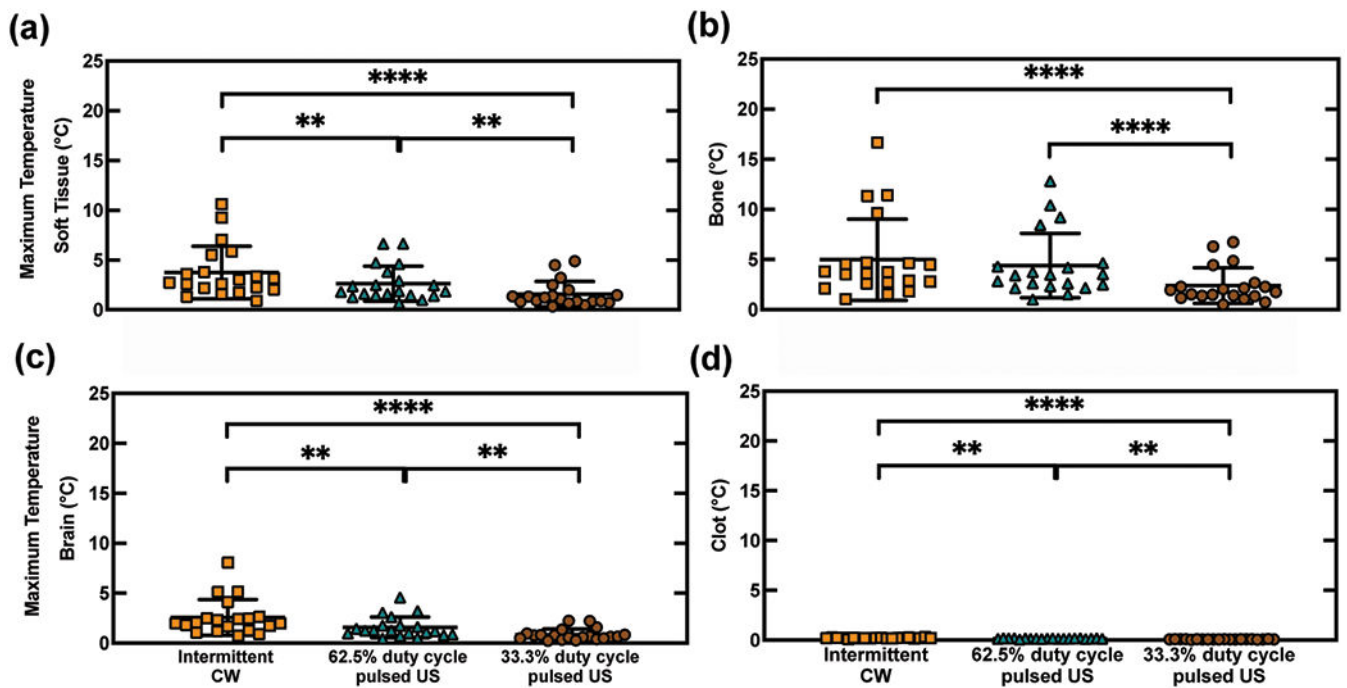 (a)
Maximum Temperature
Soft Tissue (°C)
25
20
15
10
5
0
****
**
**
(b)
Bone (°C)
25
20
15
10
5
0
****
****
(c)
Maximum Temperature
Brain (°C)
25
20
15
10
5
0
****
**
**
Intermittent
CW
62.5% duty cycle
pulsed US
33.3% duty cycle
pulsed US
(d)
Clot (°C)
25
20
15
10
5
0
****
**
**
Intermittent
CW
62.5% duty cycle
pulsed US
33.3% duty cycle
pulsed US